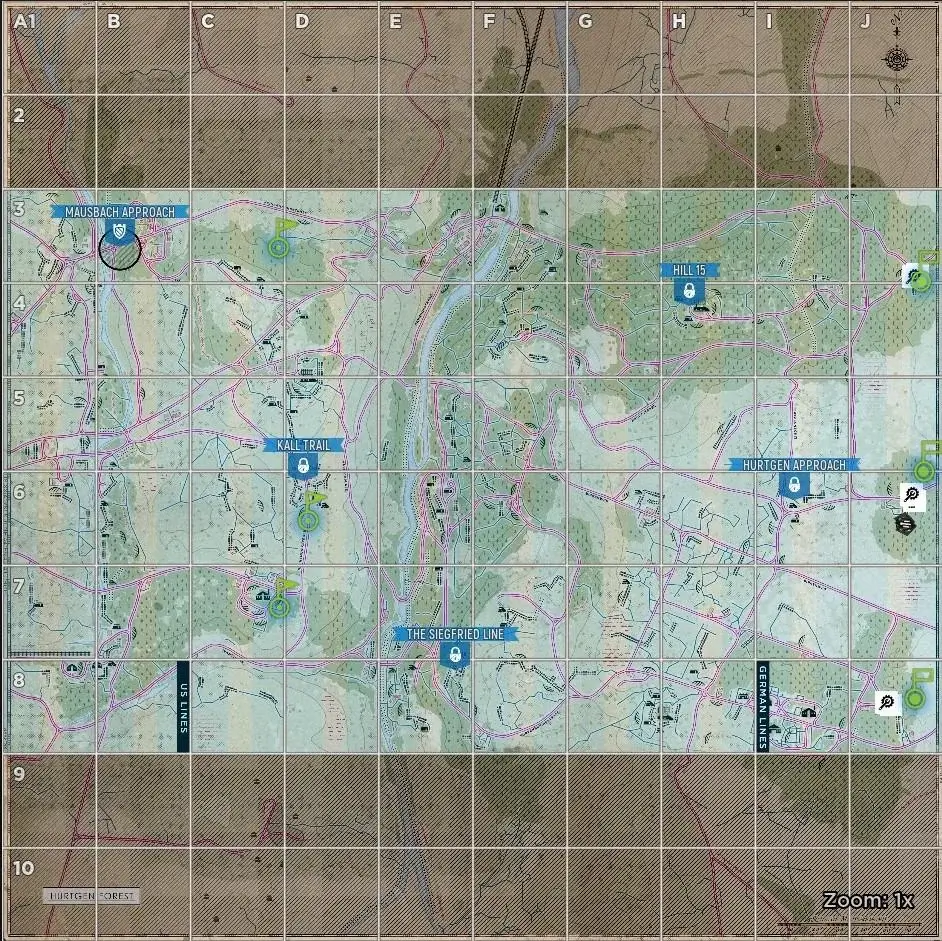 A1 B C D E F G H I J
2
3
MAUSBACH APPROACH
HILL 15
4
5
KALL TRAIL
HURTGEN APPROACH
6
7
THE SIEGFRIED LINE
8
US LINES
GERMAN LINES
9
10
HURTGEN FOREST
Zoom: 1x